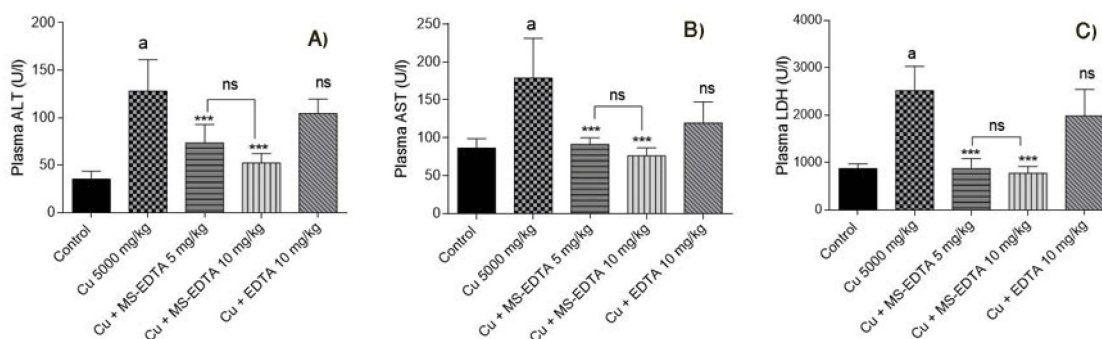 A)
Plasma ALT (U/l)
200
150
100
50
0
a
***
ns
***
ns
Control
Cu 5000 mg/kg
Cu + MS-EDTA 5 mg/kg
Cu + MS-EDTA 10 mg/kg
Cu + EDTA 10 mg/kg
B)
Plasma AST (U/l)
250
200
150
100
50
0
a
***
ns
***
ns
Control
Cu 5000 mg/kg
Cu + MS-EDTA 5 mg/kg
Cu + MS-EDTA 10 mg/kg
Cu + EDTA 10 mg/kg
C)
Plasma LDH (U/l)
4000
3000
2000
1000
0
a
***
ns
***
ns
Control
Cu 5000 mg/kg
Cu + MS-EDTA 5 mg/kg
Cu + MS-EDTA 10 mg/kg
Cu + EDTA 10 mg/kg